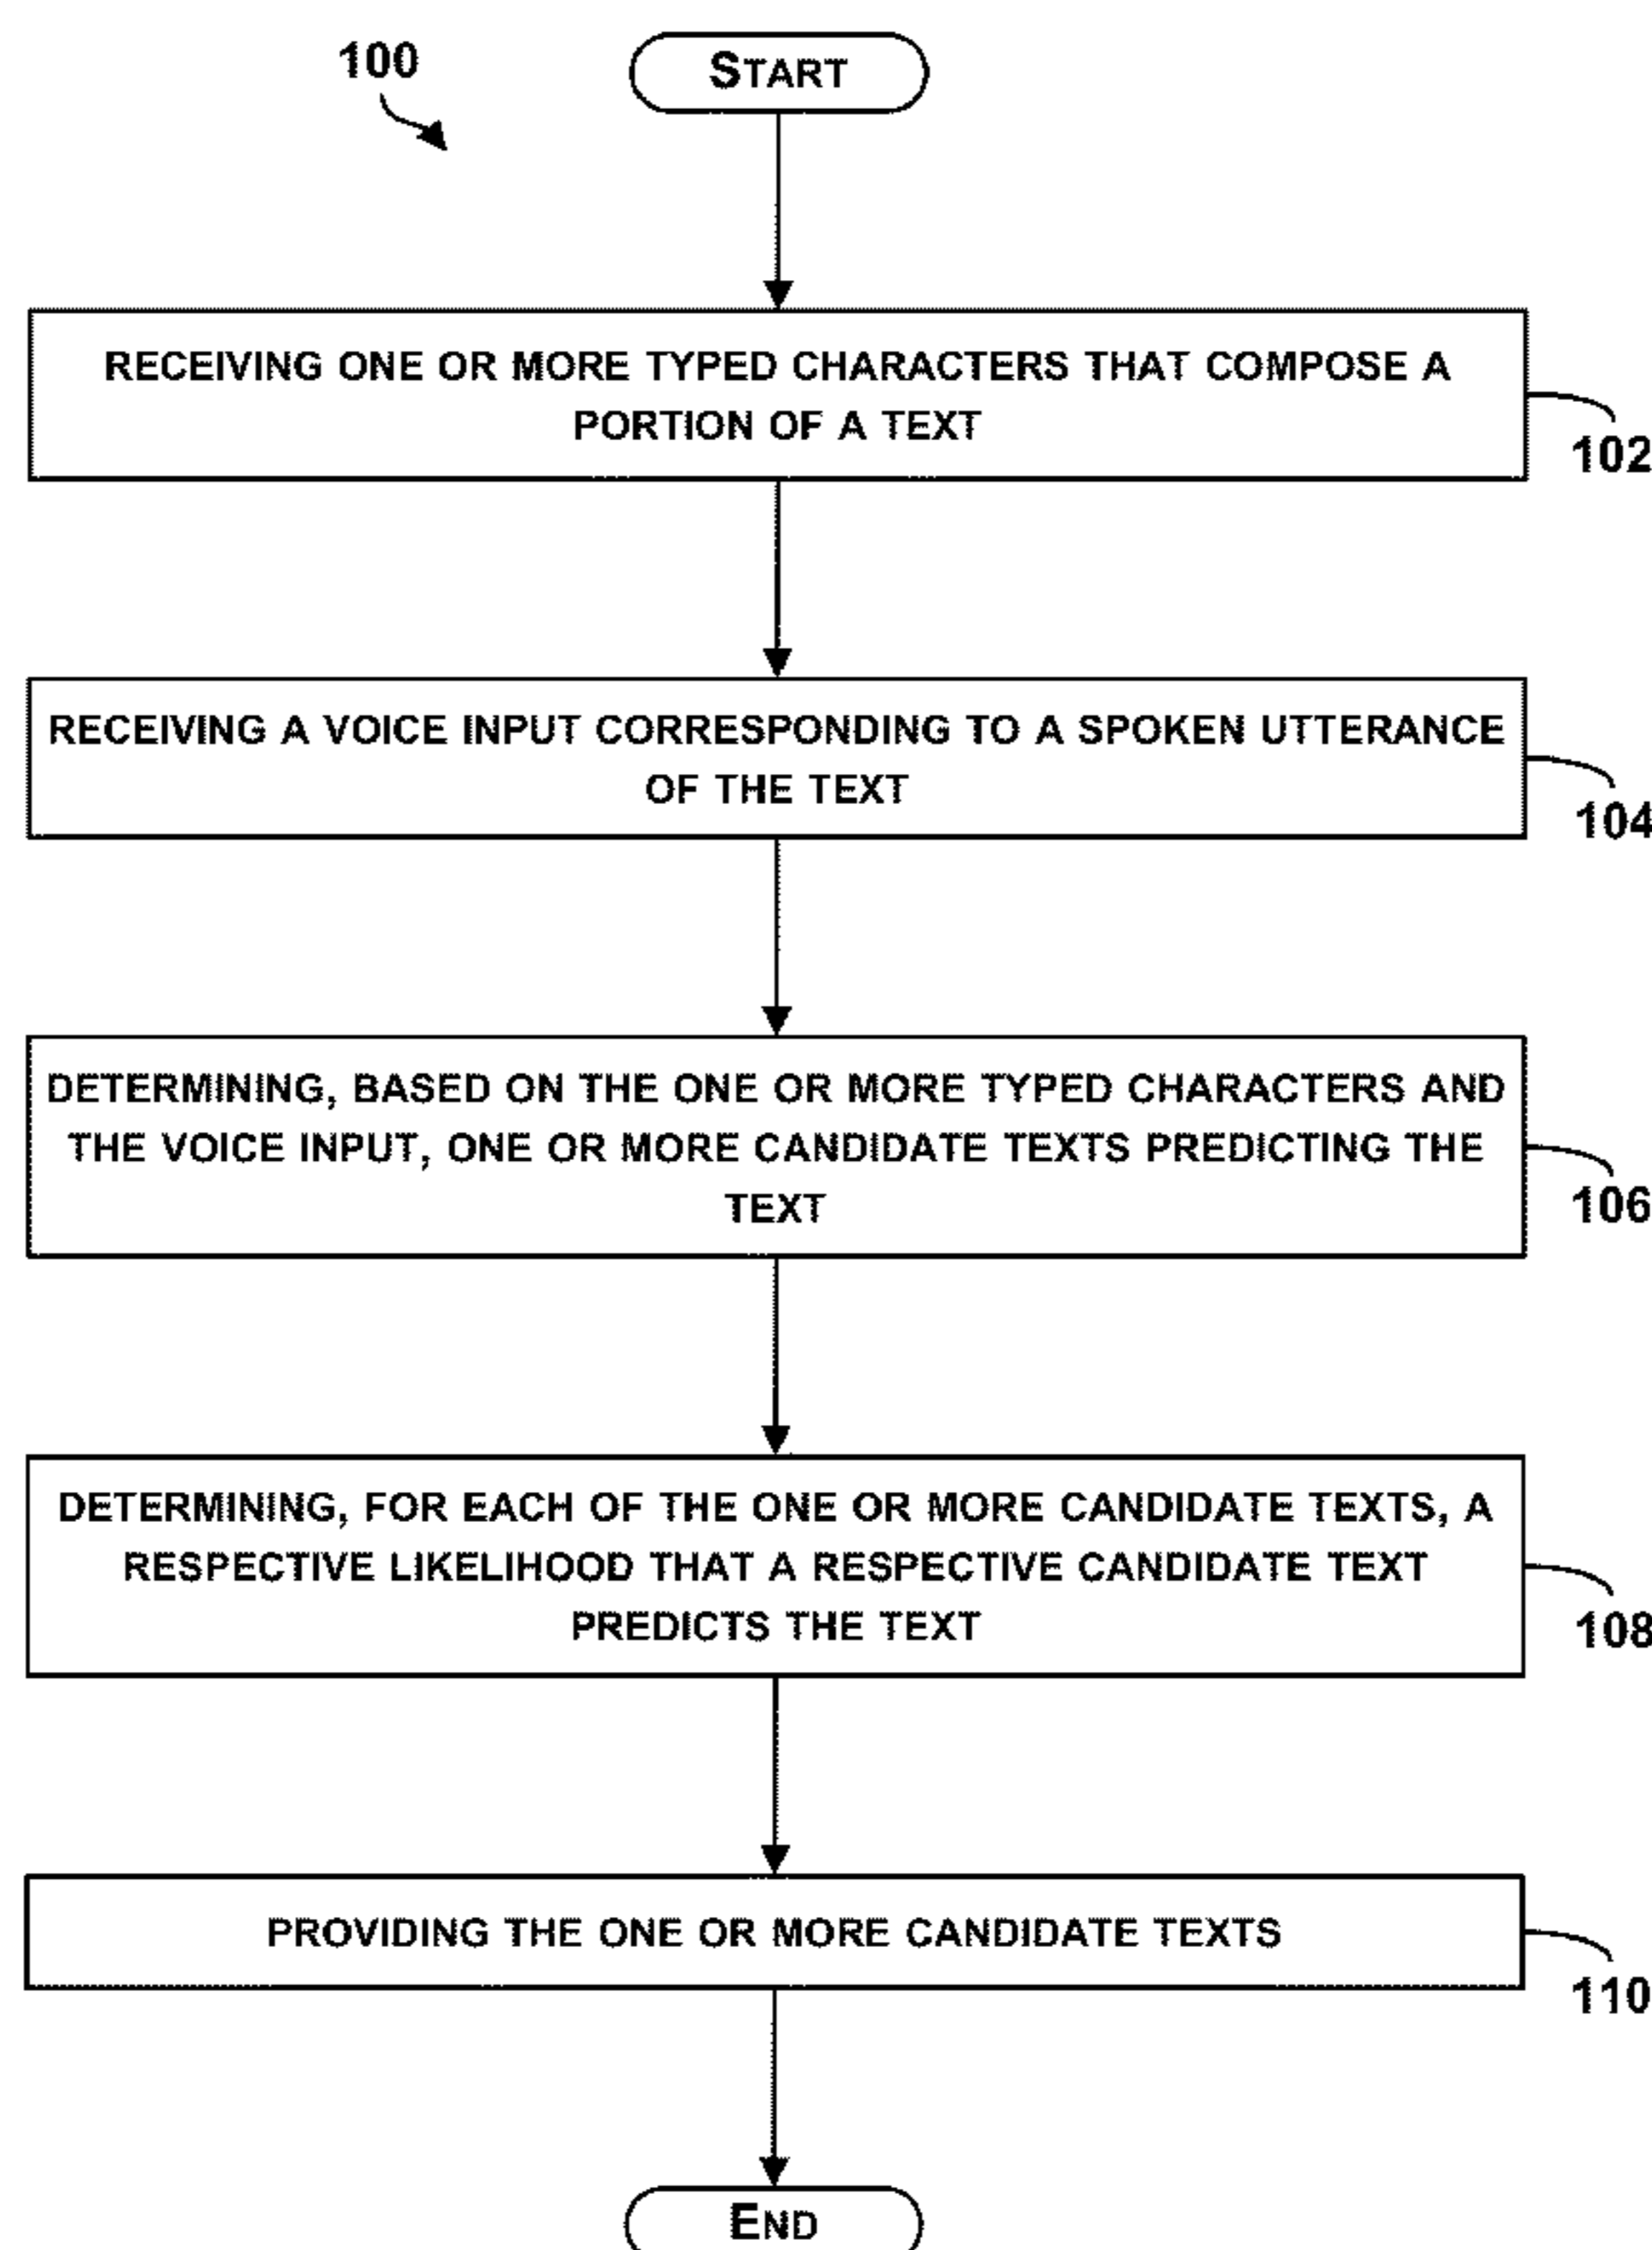 100
START
RECEIVING ONE OR MORE TYPED CHARACTERS THAT COMPOSE A
PORTION OF A TEXT
102
RECEIVING A VOICE INPUT CORRESPONDING TO A SPOKEN UTTERANCE
OF THE TEXT
104
DETERMINING, BASED ON THE ONE OR MORE TYPED CHARACTERS AND
THE VOICE INPUT, ONE OR MORE CANDIDATE TEXTS PREDICTING THE
TEXT
106
DETERMINING, FOR EACH OF THE ONE OR MORE CANDIDATE TEXTS, A
RESPECTIVE LIKELIHOOD THAT A RESPECTIVE CANDIDATE TEXT
PREDICTS THE TEXT
108
PROVIDING THE ONE OR MORE CANDIDATE TEXTS
110
END